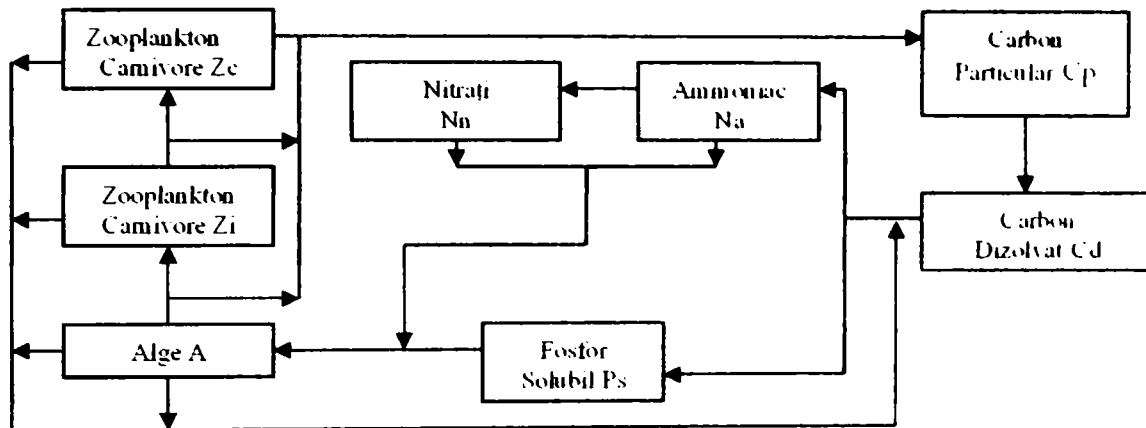 Zooplankton
Carnivore Zc
Carbon
Particular Cp
Nitrați
Nn
Ammoniac
Na
Zooplankton
Carnivore Zi
Carbon
Dizolvat Cd
Alge A
Fosfor
Solubil Ps